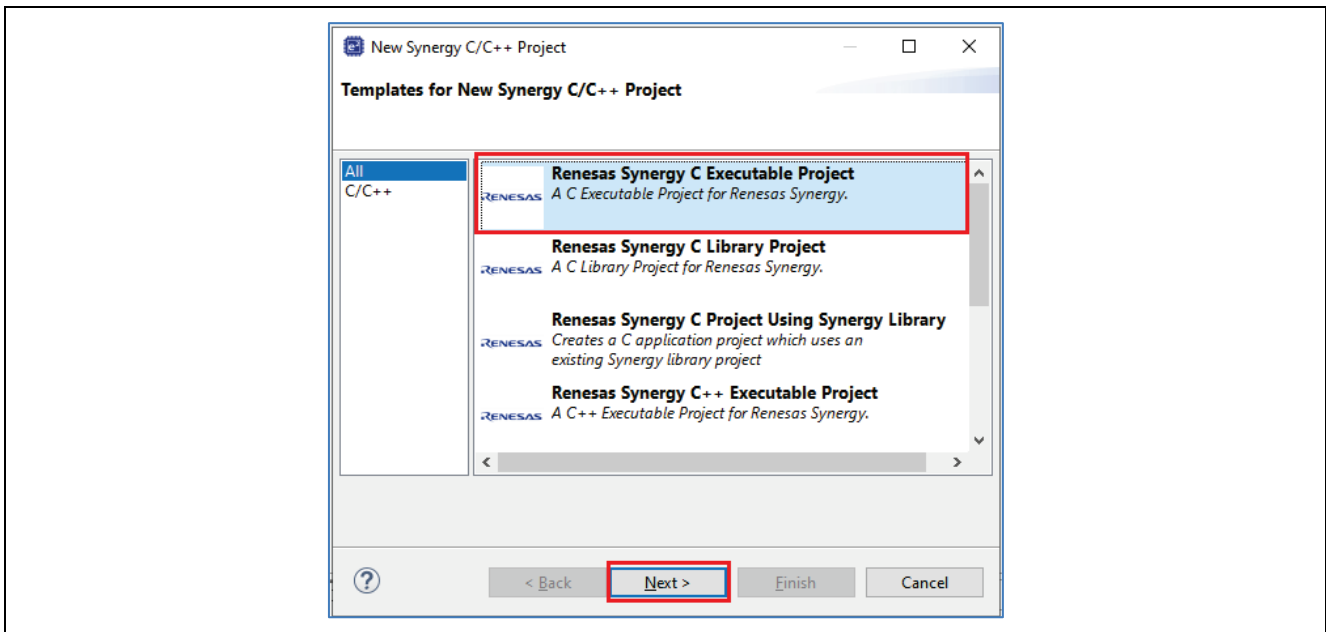 New Synergy C/C++ Project
Templates for New Synergy C/C++ Project
All
C/C++
RENESAS
Renesas Synergy C Executable Project
A C Executable Project for Renesas Synergy.
RENESAS
Renesas Synergy C Library Project
A C Library Project for Renesas Synergy.
RENESAS
Renesas Synergy C Project Using Synergy Library
Creates a C application project which uses an
existing Synergy library project
RENESAS
Renesas Synergy C++ Executable Project
A C++ Executable Project for Renesas Synergy.
? < Back Next > Finish Cancel